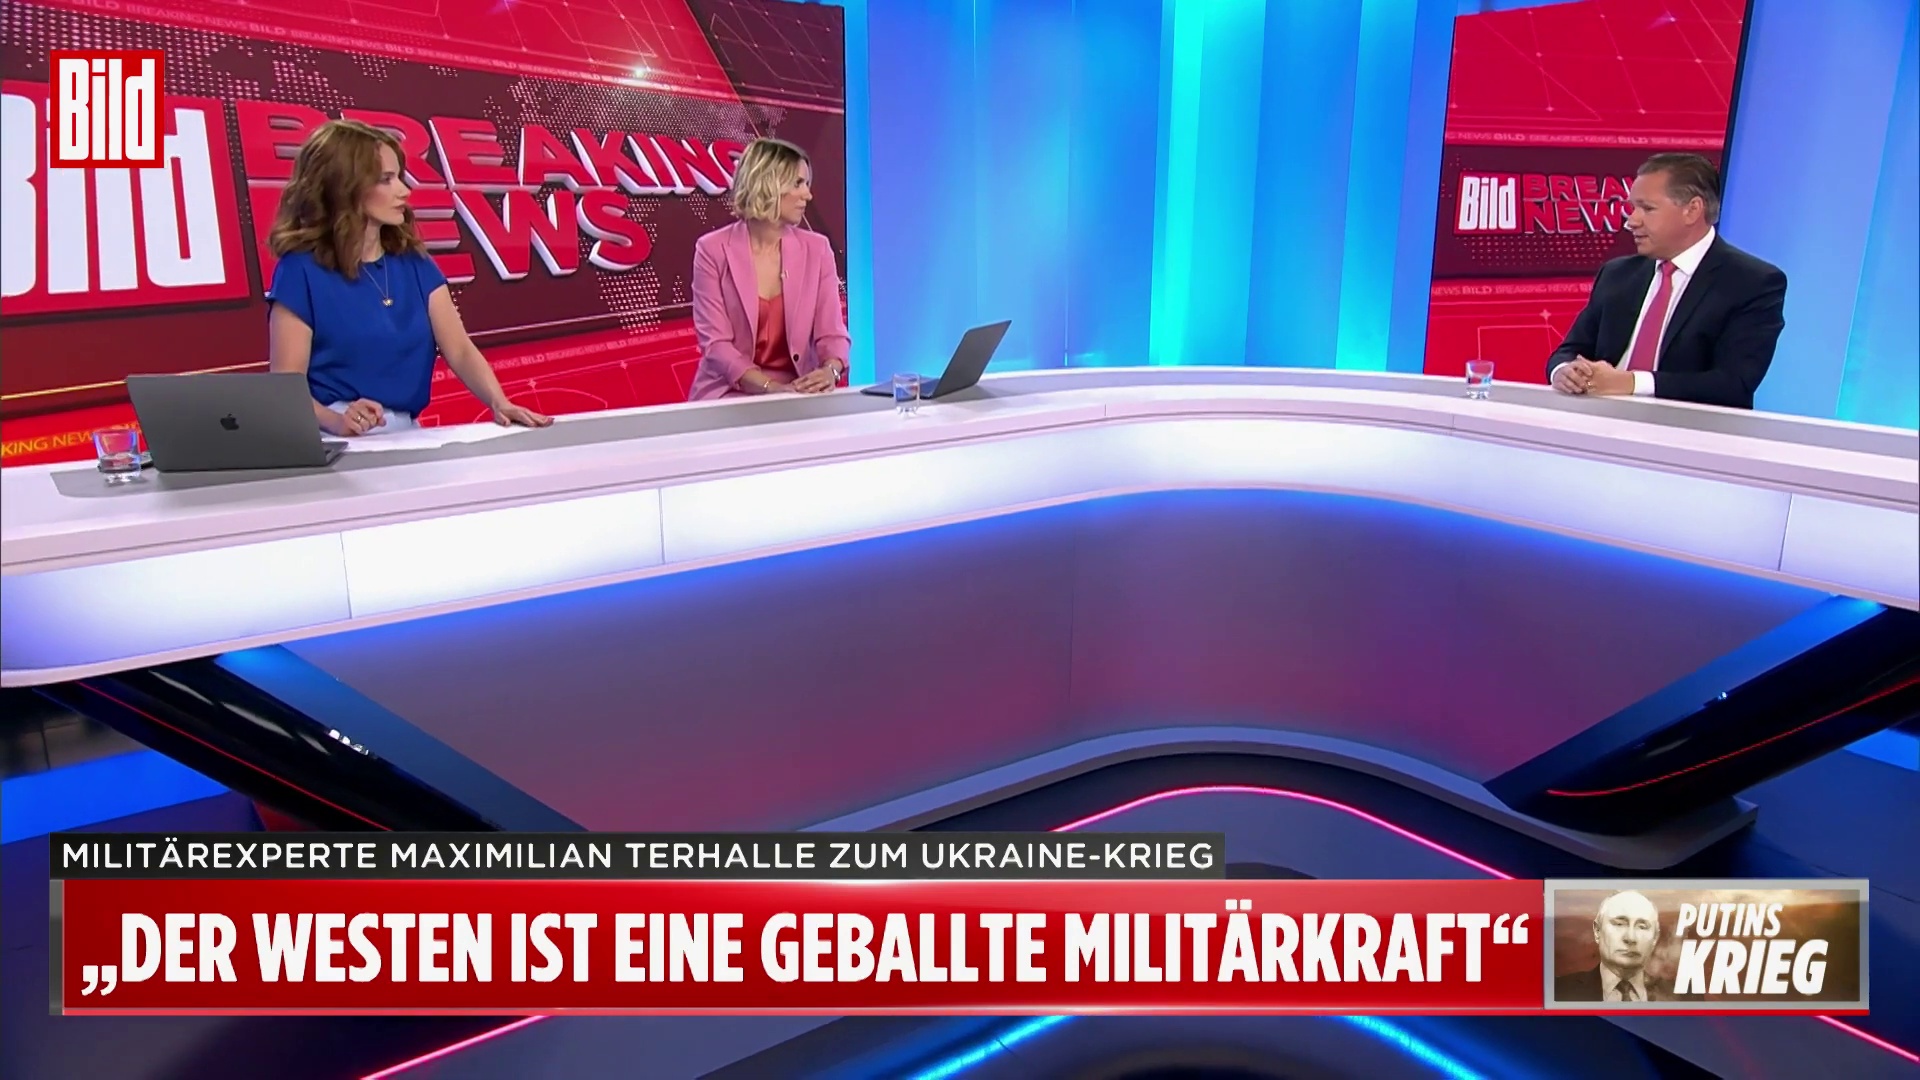 Bild
Bild
BREAKING
NEWS
Bild
NEWS
MILITÄREXPERTE MAXIMILIAN TERHALLE ZUM UKRAINE-KRIEG
„DER WESTEN IST EINE GEBALLTE MILITÄRKRAFT“
PUTINS
KRIEG